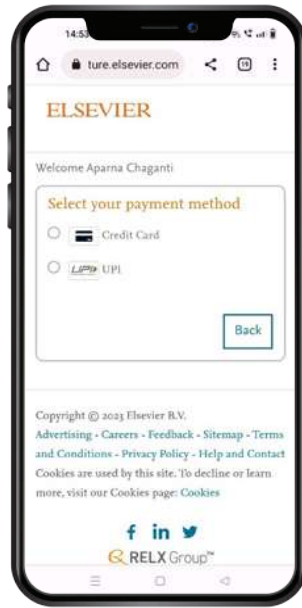 14:53
ture.elsevier.com
19
ELSEVIER
Welcome Aparna Chaganti
Select your payment method
Credit Card
UPI UPI
Back
Copyright © 2023 Elsevier B.V.
Advertising - Careers - Feedback - Sitemap - Terms
and Conditions - Privacy Policy - Help and Contact
Cookies are used by this site. To decline or learn
more, visit our Cookies page: Cookies
f in
RELX Group™